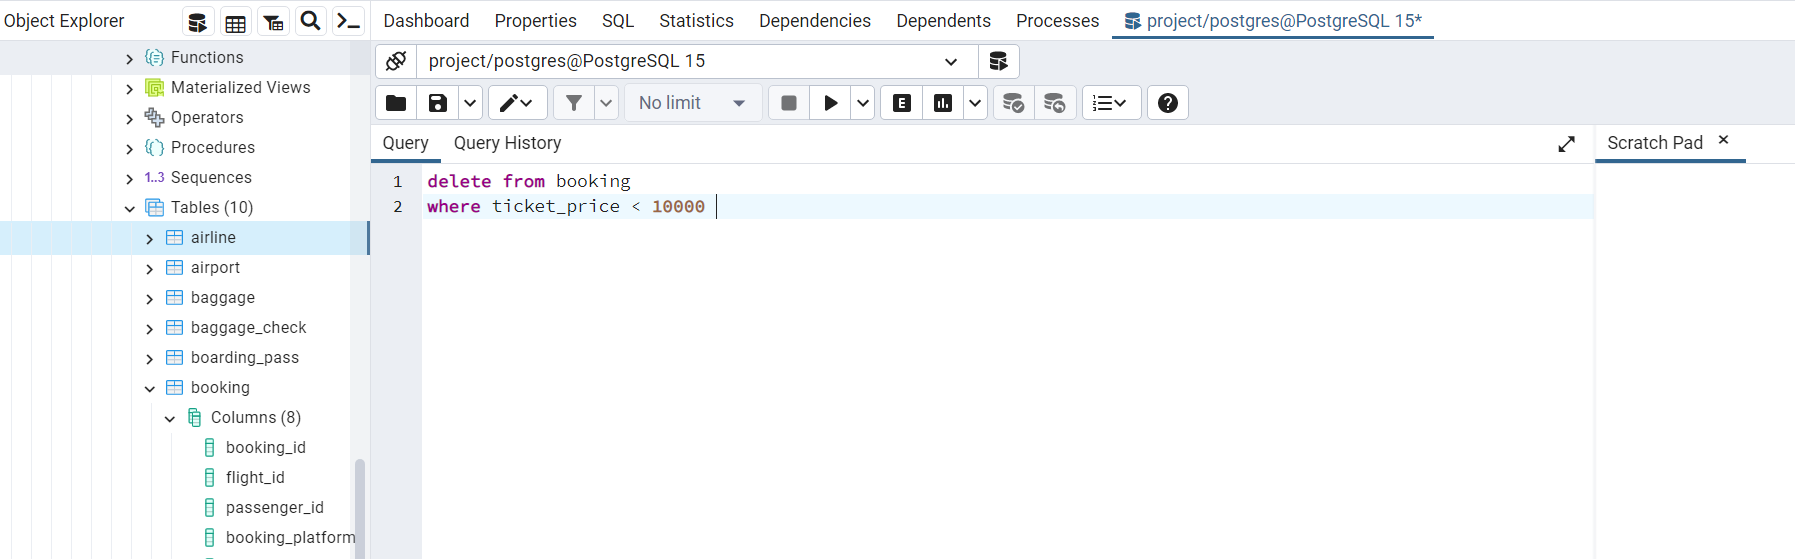 Object Explorer
Dashboard Properties SQL Statistics Dependencies Dependents Processes project/postgres@PostgreSQL 15*
project/postgres@PostgreSQL 15
No limit
Functions
Materialized Views
Operators
Procedures
1..3 Sequences
Tables (10)
airline
airport
baggage
baggage_check
boarding_pass
booking
Columns (8)
booking_id
flight_id
passenger_id
booking_platform
Query Query History
Scratch Pad
1 delete from booking
2 where ticket_price < 10000